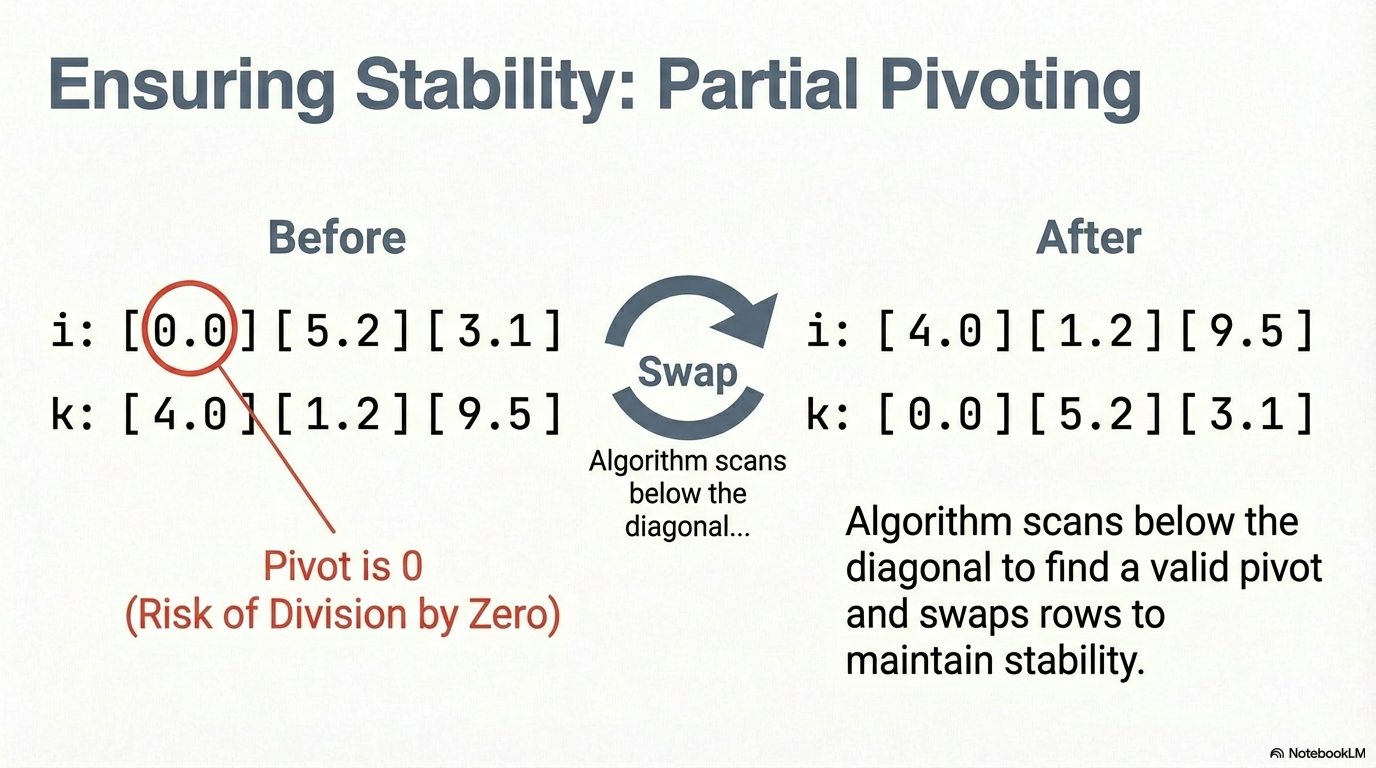 Ensuring Stability: Partial Pivoting
Before
i: [0.0][5.2][3.1]
k: [4.0][1.2][9.5]
Pivot is 0
(Risk of Division by Zero)
Swap
Algorithm scans
below the
diagonal...
After
i: [4.0][1.2][9.5]
k: [0.0][5.2][3.1]
Algorithm scans below the
diagonal to find a valid pivot
and swaps rows to
maintain stability.
NotebookLM